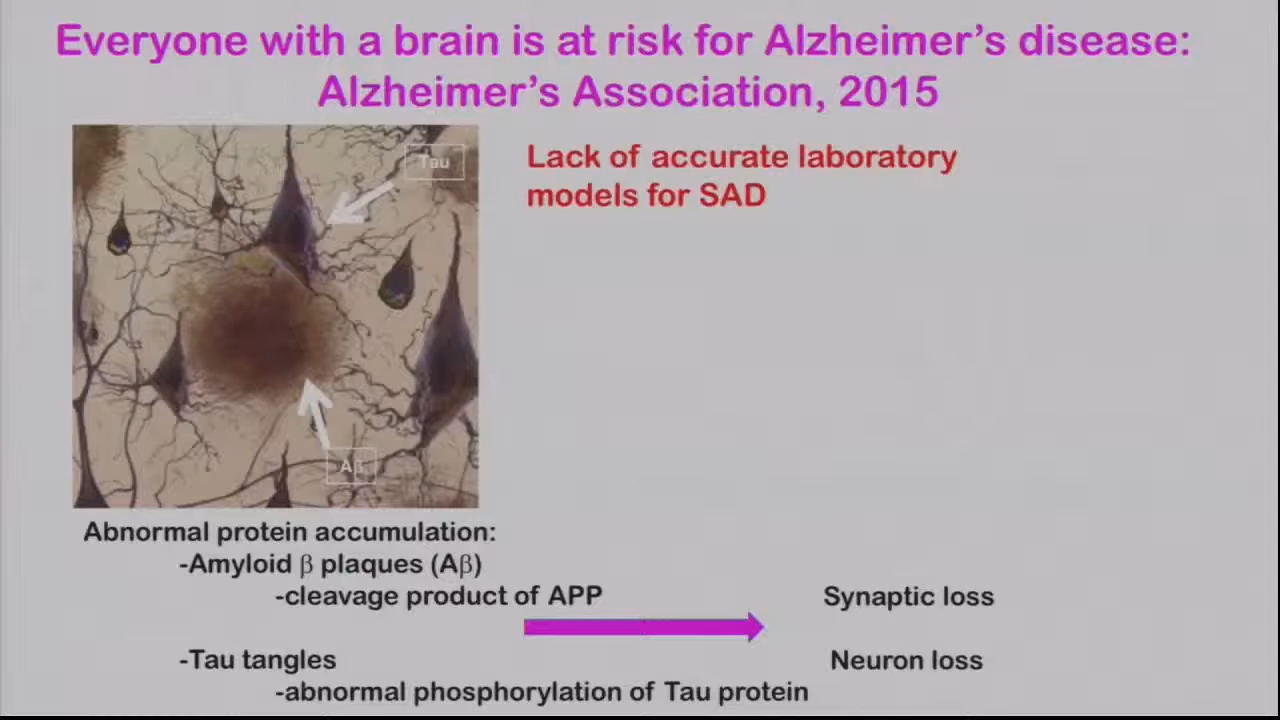 Everyone with a brain is at risk for Alzheimer's disease:
Alzheimer's Association, 2015
Tau
Lack of accurate laboratory
models for SAD
Aβ
Abnormal protein accumulation:
-Amyloid β plaques (Aβ)
-cleavage product of APP
Synaptic loss
-Tau tangles
Neuron loss
-abnormal phosphorylation of Tau protein